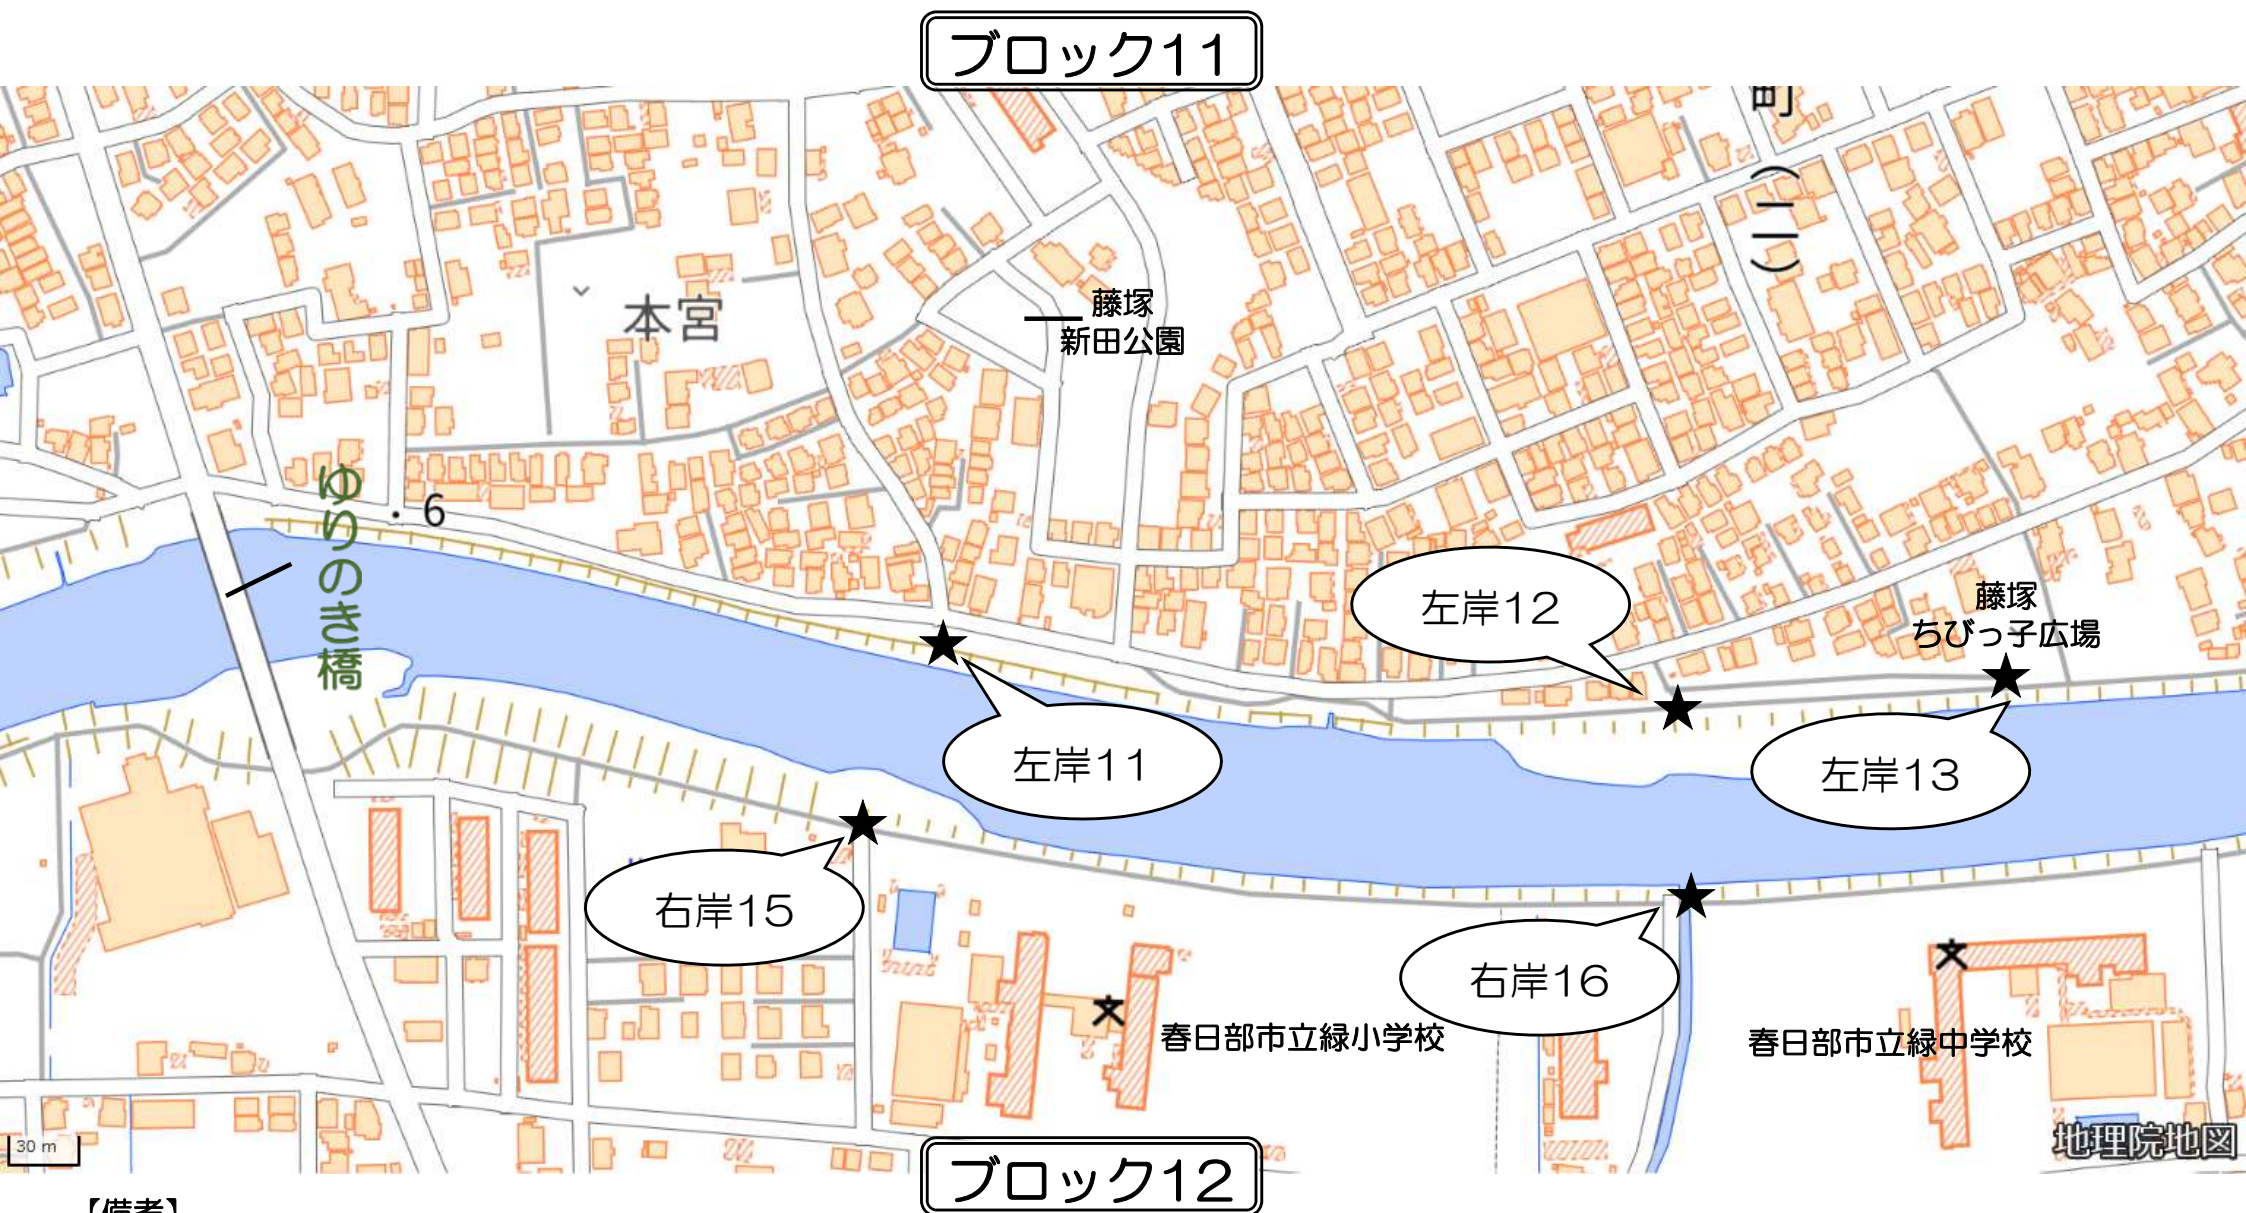 ブロック11
町(二)
本宮
藤塚
新田公園
ゆりのき橋
・6
左岸12
藤塚
ちびっ子広場
左岸11
左岸13
右岸15
右岸16
春日部市立緑小学校
春日部市立緑中学校
30 m
地理院地図
ブロック12
【備考】